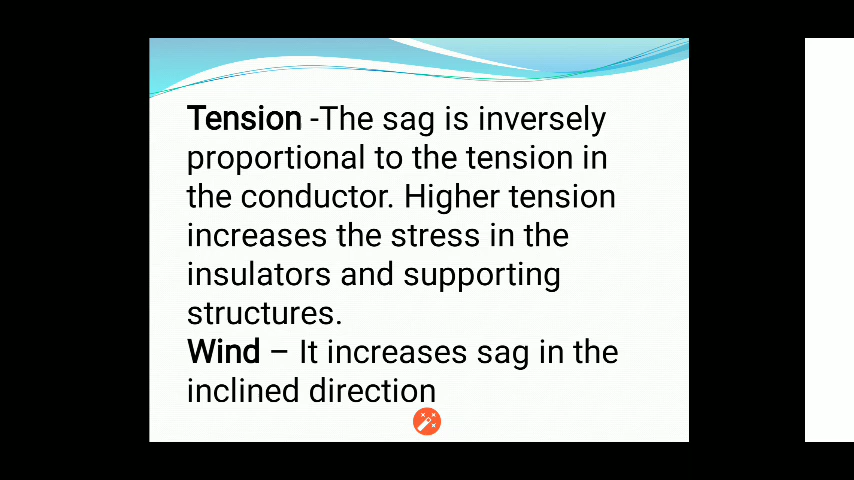 Tension -The sag is inversely
proportional to the tension in
the conductor. Higher tension
increases the stress in the
insulators and supporting
structures.
Wind – It increases sag in the
inclined direction